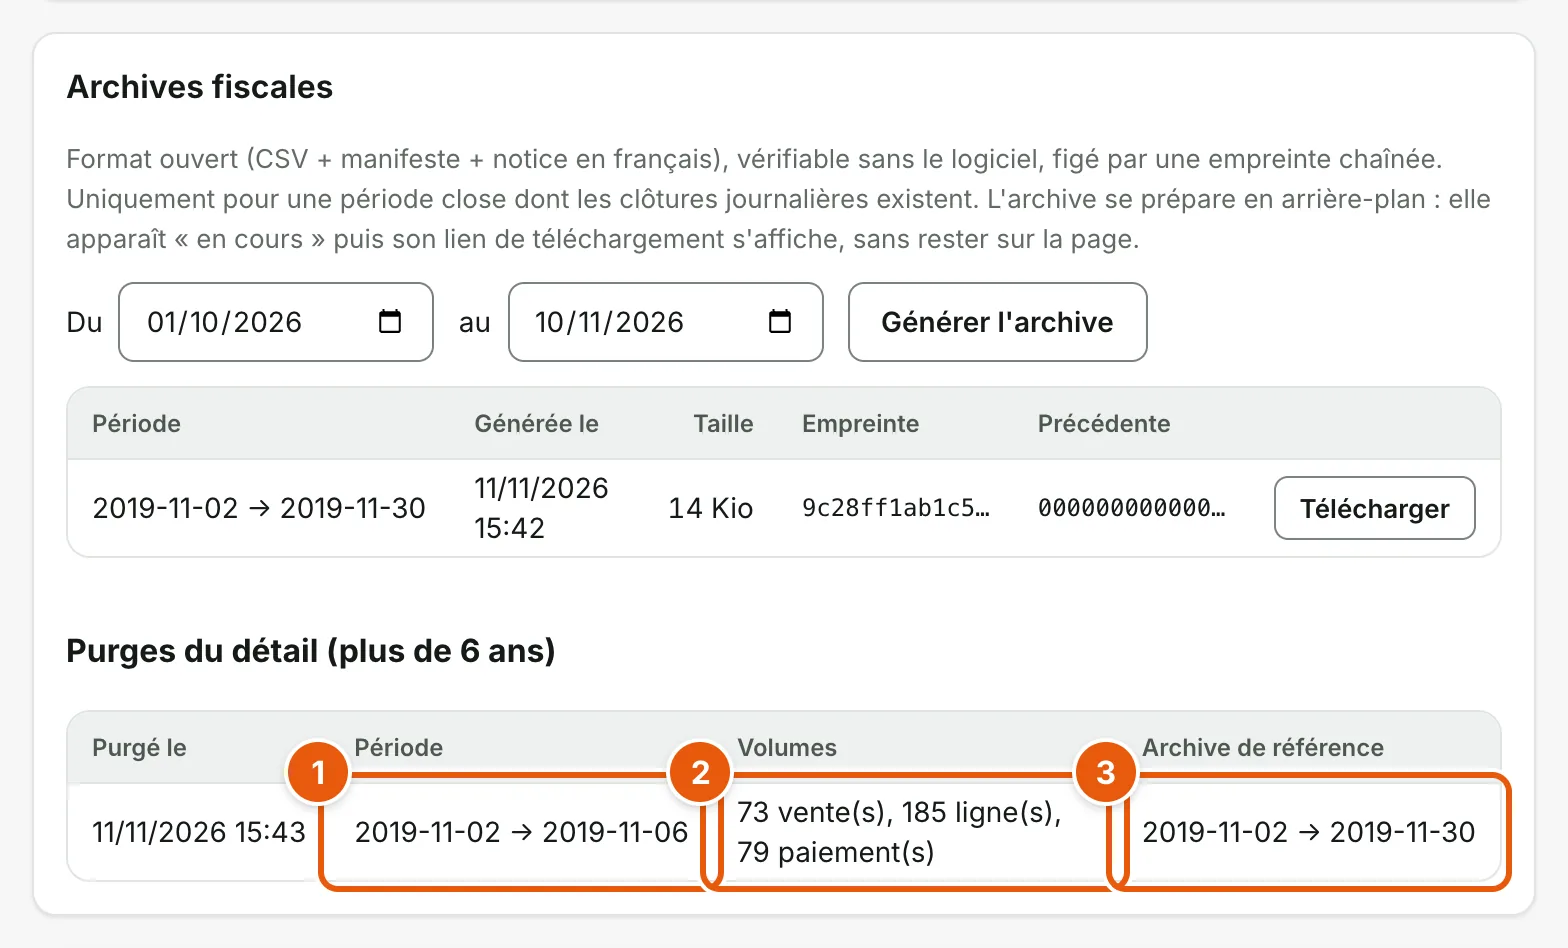 Archives fiscales
Format ouvert (CSV + manifeste + notice en français), vérifiable sans le logiciel, figé par une empreinte chaînée.
Uniquement pour une période close dont les clôtures journalières existent. L'archive se prépare en arrière-plan : elle
apparaît « en cours » puis son lien de téléchargement s'affiche, sans rester sur la page.
Du 01/10/2026 au 10/11/2026 Générer l'archive
Période Générée le Taille Empreinte Précédente
2019-11-02 → 2019-11-30 11/11/2026 15:42 14 Kio 9c28ff1ab1c5… 000000000000… Télécharger
Purges du détail (plus de 6 ans)
Purgé le Période Volumes Archive de référence
1 2 3
11/11/2026 15:43 2019-11-02 → 2019-11-06 73 vente(s), 185 ligne(s), 79 paiement(s) 2019-11-02 → 2019-11-30